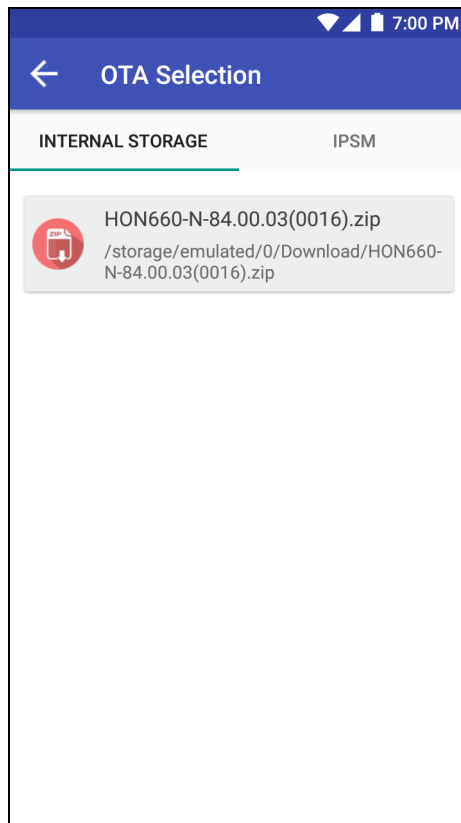 7:00 PM
OTA Selection
INTERNAL STORAGE
IPSM
ZIP
HON660-N-84.00.03(0016).zip
/storage/emulated/0/Download/HON660-
N-84.00.03(0016).zip